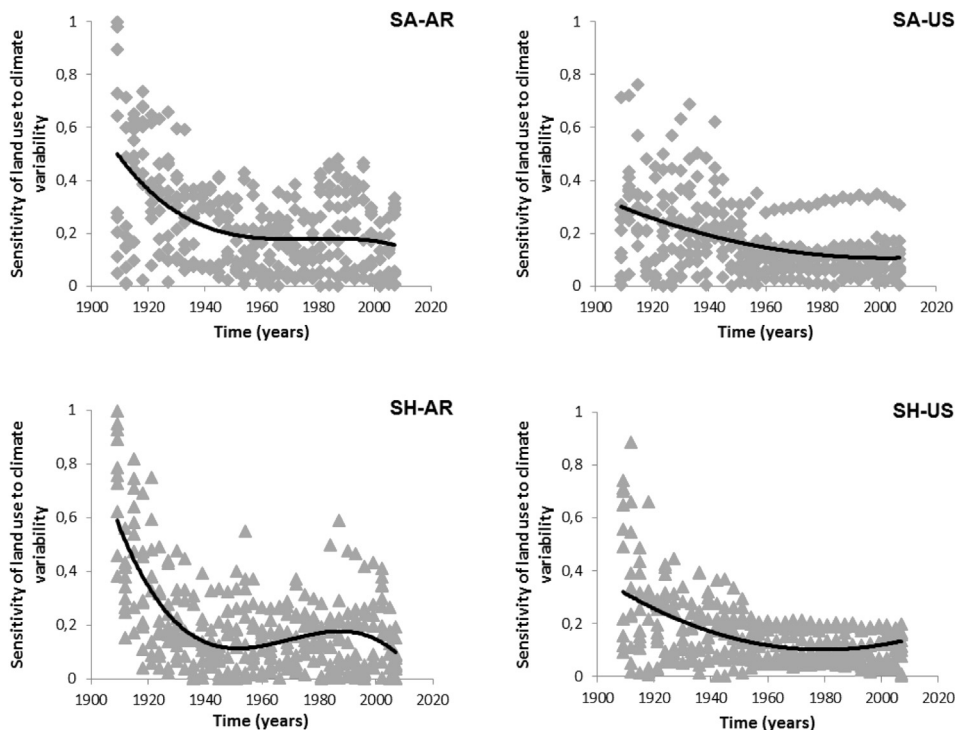 SA-AR
Sensitivity of land use to climate
variability
1
0,8
0,6
0,4
0,2
0
1900 1920 1940 1960 1980 2000 2020
Time (years)
SA-US
Sensitivity of land use to climate
variability
1
0,8
0,6
0,4
0,2
0
1900 1920 1940 1960 1980 2000 2020
Time (years)
SH-AR
Sensitivity of land use to climate
variability
1
0,8
0,6
0,4
0,2
0
1900 1920 1940 1960 1980 2000 2020
Time (years)
SH-US
Sensitivity of land use to climate
variability
1
0,8
0,6
0,4
0,2
0
1900 1920 1940 1960 1980 2000 2020
Time (years)